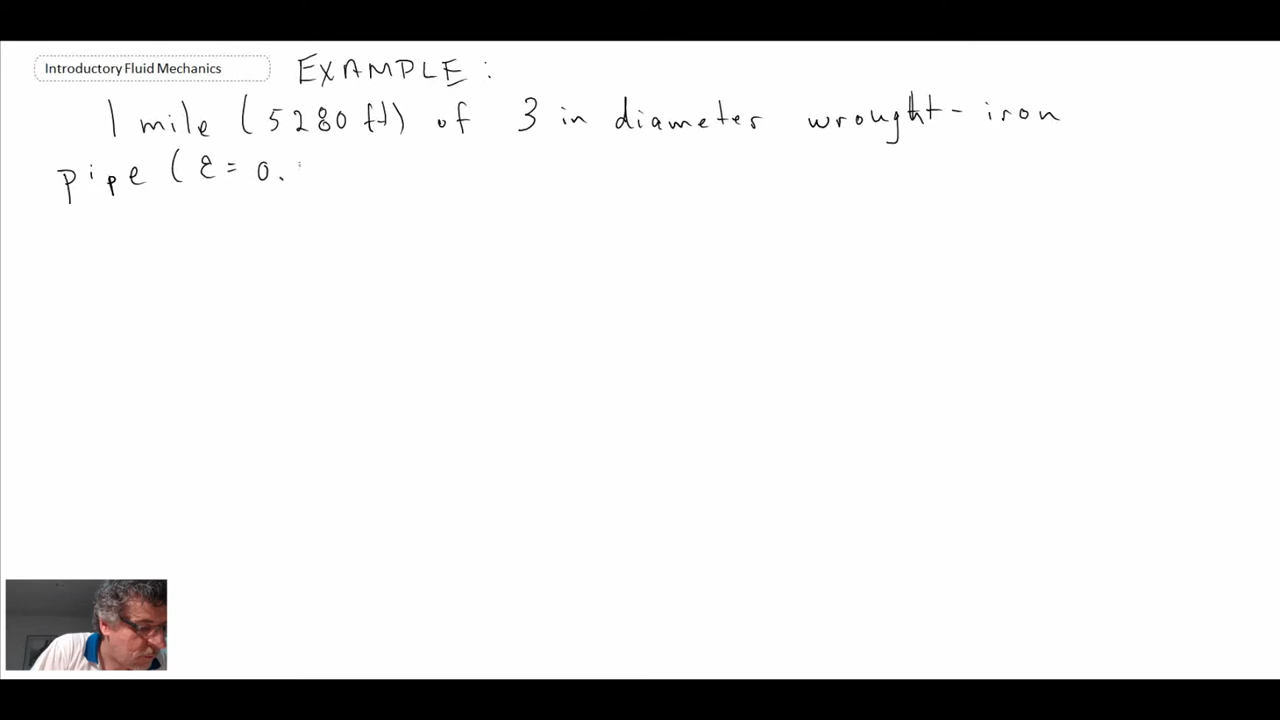 Introductory Fluid Mechanics EXAMPLE :
1 mile ( 5280 ft) of 3 in diameter wrought-iron
pipe ( ε = 0.